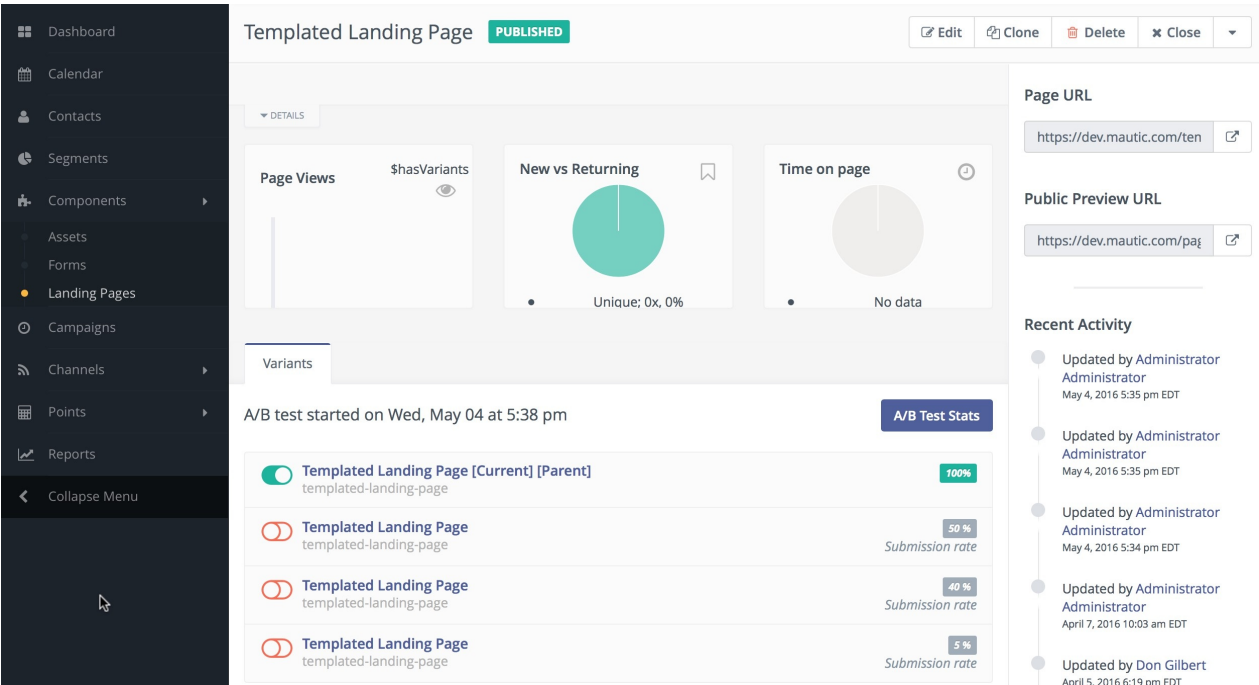 Dashboard
Calendar
Contacts
Segments
Components
Assets
Forms
Landing Pages
Campaigns
Channels
Points
Reports
Collapse Menu
Templated Landing Page PUBLISHED
Edit Clone Delete Close
DETAILS
Page Views
$hasVariants
New vs Returning
Unique; 0x, 0%
Time on page
No data
Variants
A/B test started on Wed, May 04 at 5:38 pm
A/B Test Stats
Templated Landing Page [Current] [Parent]
100%
templated-landing-page
Templated Landing Page
50 %
templated-landing-page
Submission rate
Templated Landing Page
40 %
templated-landing-page
Submission rate
Templated Landing Page
5 %
templated-landing-page
Submission rate
Page URL
https://dev.mautic.com/ten
Public Preview URL
https://dev.mautic.com/pag
Recent Activity
Updated by Administrator
Administrator
May 4, 2016 5:35 pm EDT
Updated by Administrator
Administrator
May 4, 2016 5:35 pm EDT
Updated by Administrator
Administrator
May 4, 2016 5:34 pm EDT
Updated by Administrator
Administrator
April 7, 2016 10:03 am EDT
Updated by Don Gilbert
April 5, 2016 6:19 pm EDT